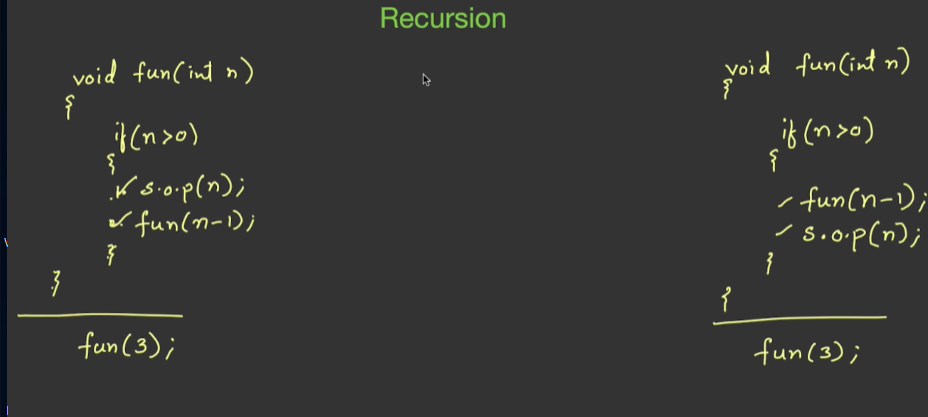 Recursion
void fun(int n)
{
if(n>0)
{
s.o.p(n);
fun(n-1);
}
}
fun(3);
void fun(int n)
{
if(n>0)
{
fun(n-1);
s.o.p(n);
}
}
fun(3);